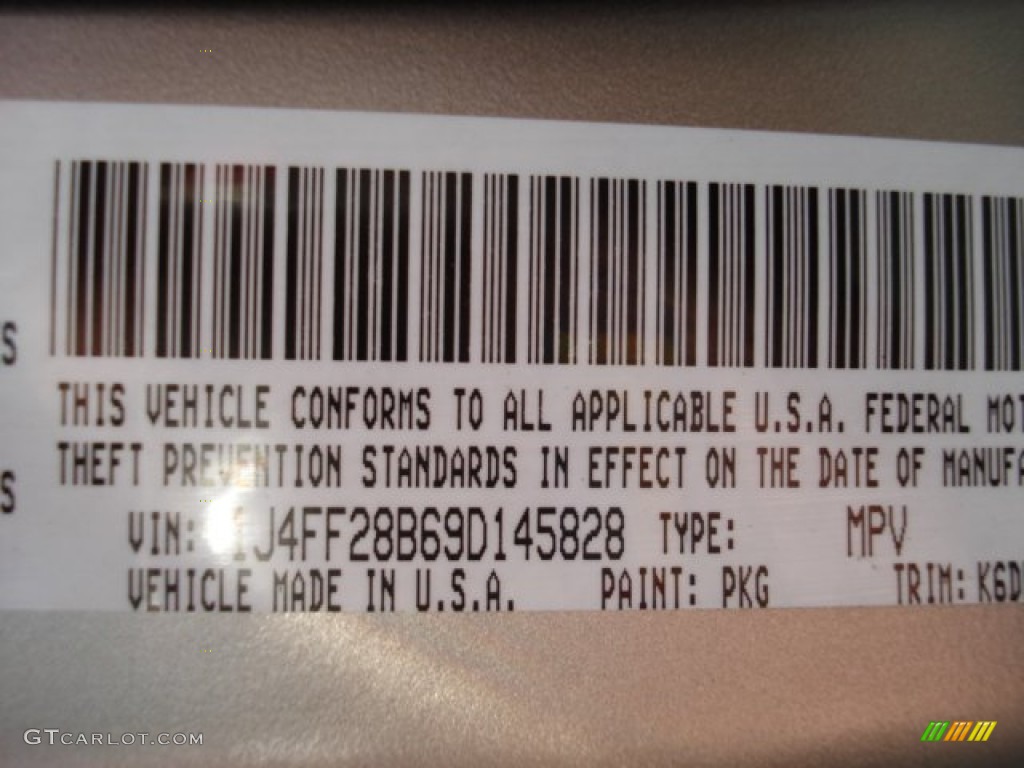 S
THIS VEHICLE CONFORMS TO ALL APPLICABLE U.S.A. FEDERAL MOT
THEFT PREVENTION STANDARDS IN EFFECT ON THE DATE OF MANUFA
S
VIN: 1J4FF28B69D145828 TYPE: MPV
VEHICLE MADE IN U.S.A. PAINT: PKG TRIM: K6D
GTCARLOT.COM